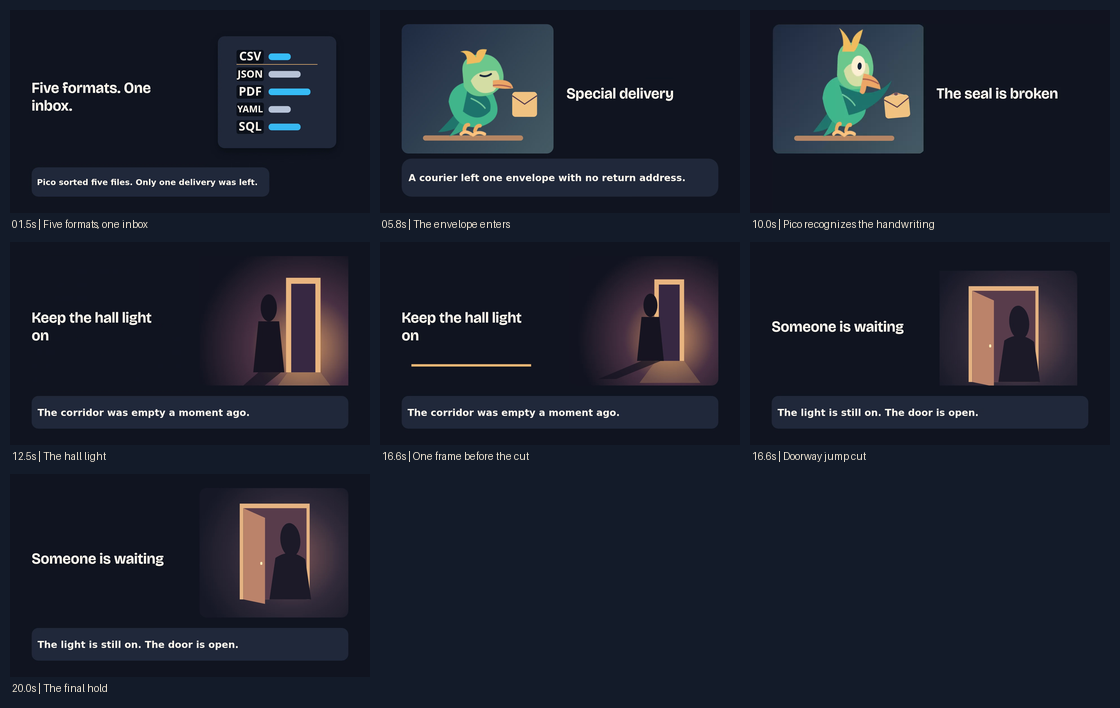 Five formats. One
inbox.
CSV
JSON
PDF
YAML
SQL
Pico sorted five files. Only one delivery was left.
01.5s | Five formats, one inbox
Special delivery
A courier left one envelope with no return address.
05.8s | The envelope enters
The seal is broken
10.0s | Pico recognizes the handwriting
Keep the hall light
on
The corridor was empty a moment ago.
12.5s | The hall light
Keep the hall light
on
The corridor was empty a moment ago.
16.6s | One frame before the cut
Someone is waiting
The light is still on. The door is open.
16.6s | Doorway jump cut
Someone is waiting
The light is still on. The door is open.
20.0s | The final hold